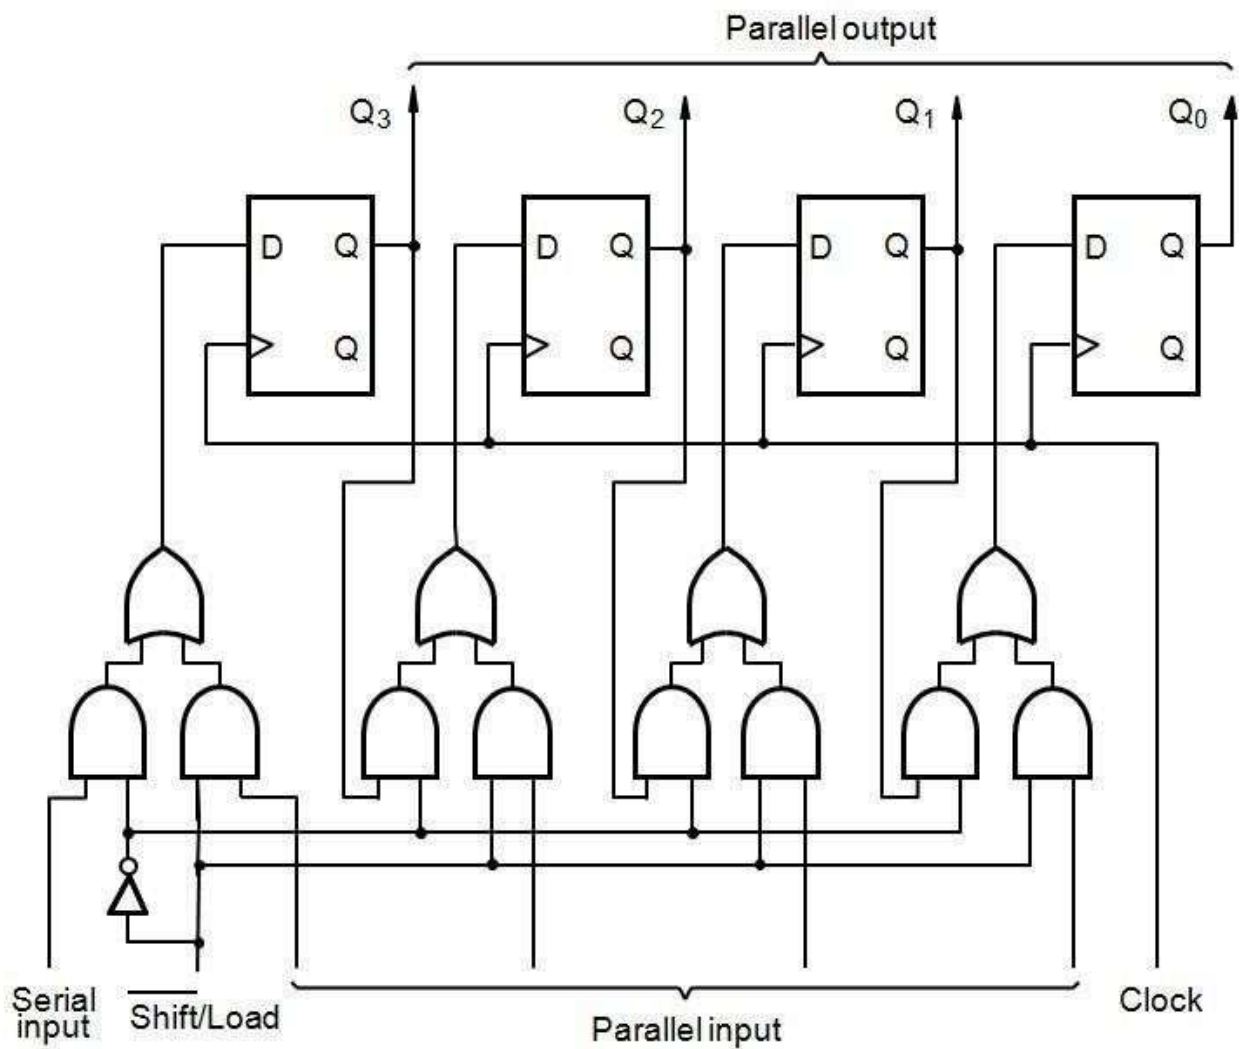 Parallel output
Q3 Q2 Q1 Q0
D Q D Q D Q D Q
Q Q Q Q
Serial
input
Shift/Load
Parallel input
Clock